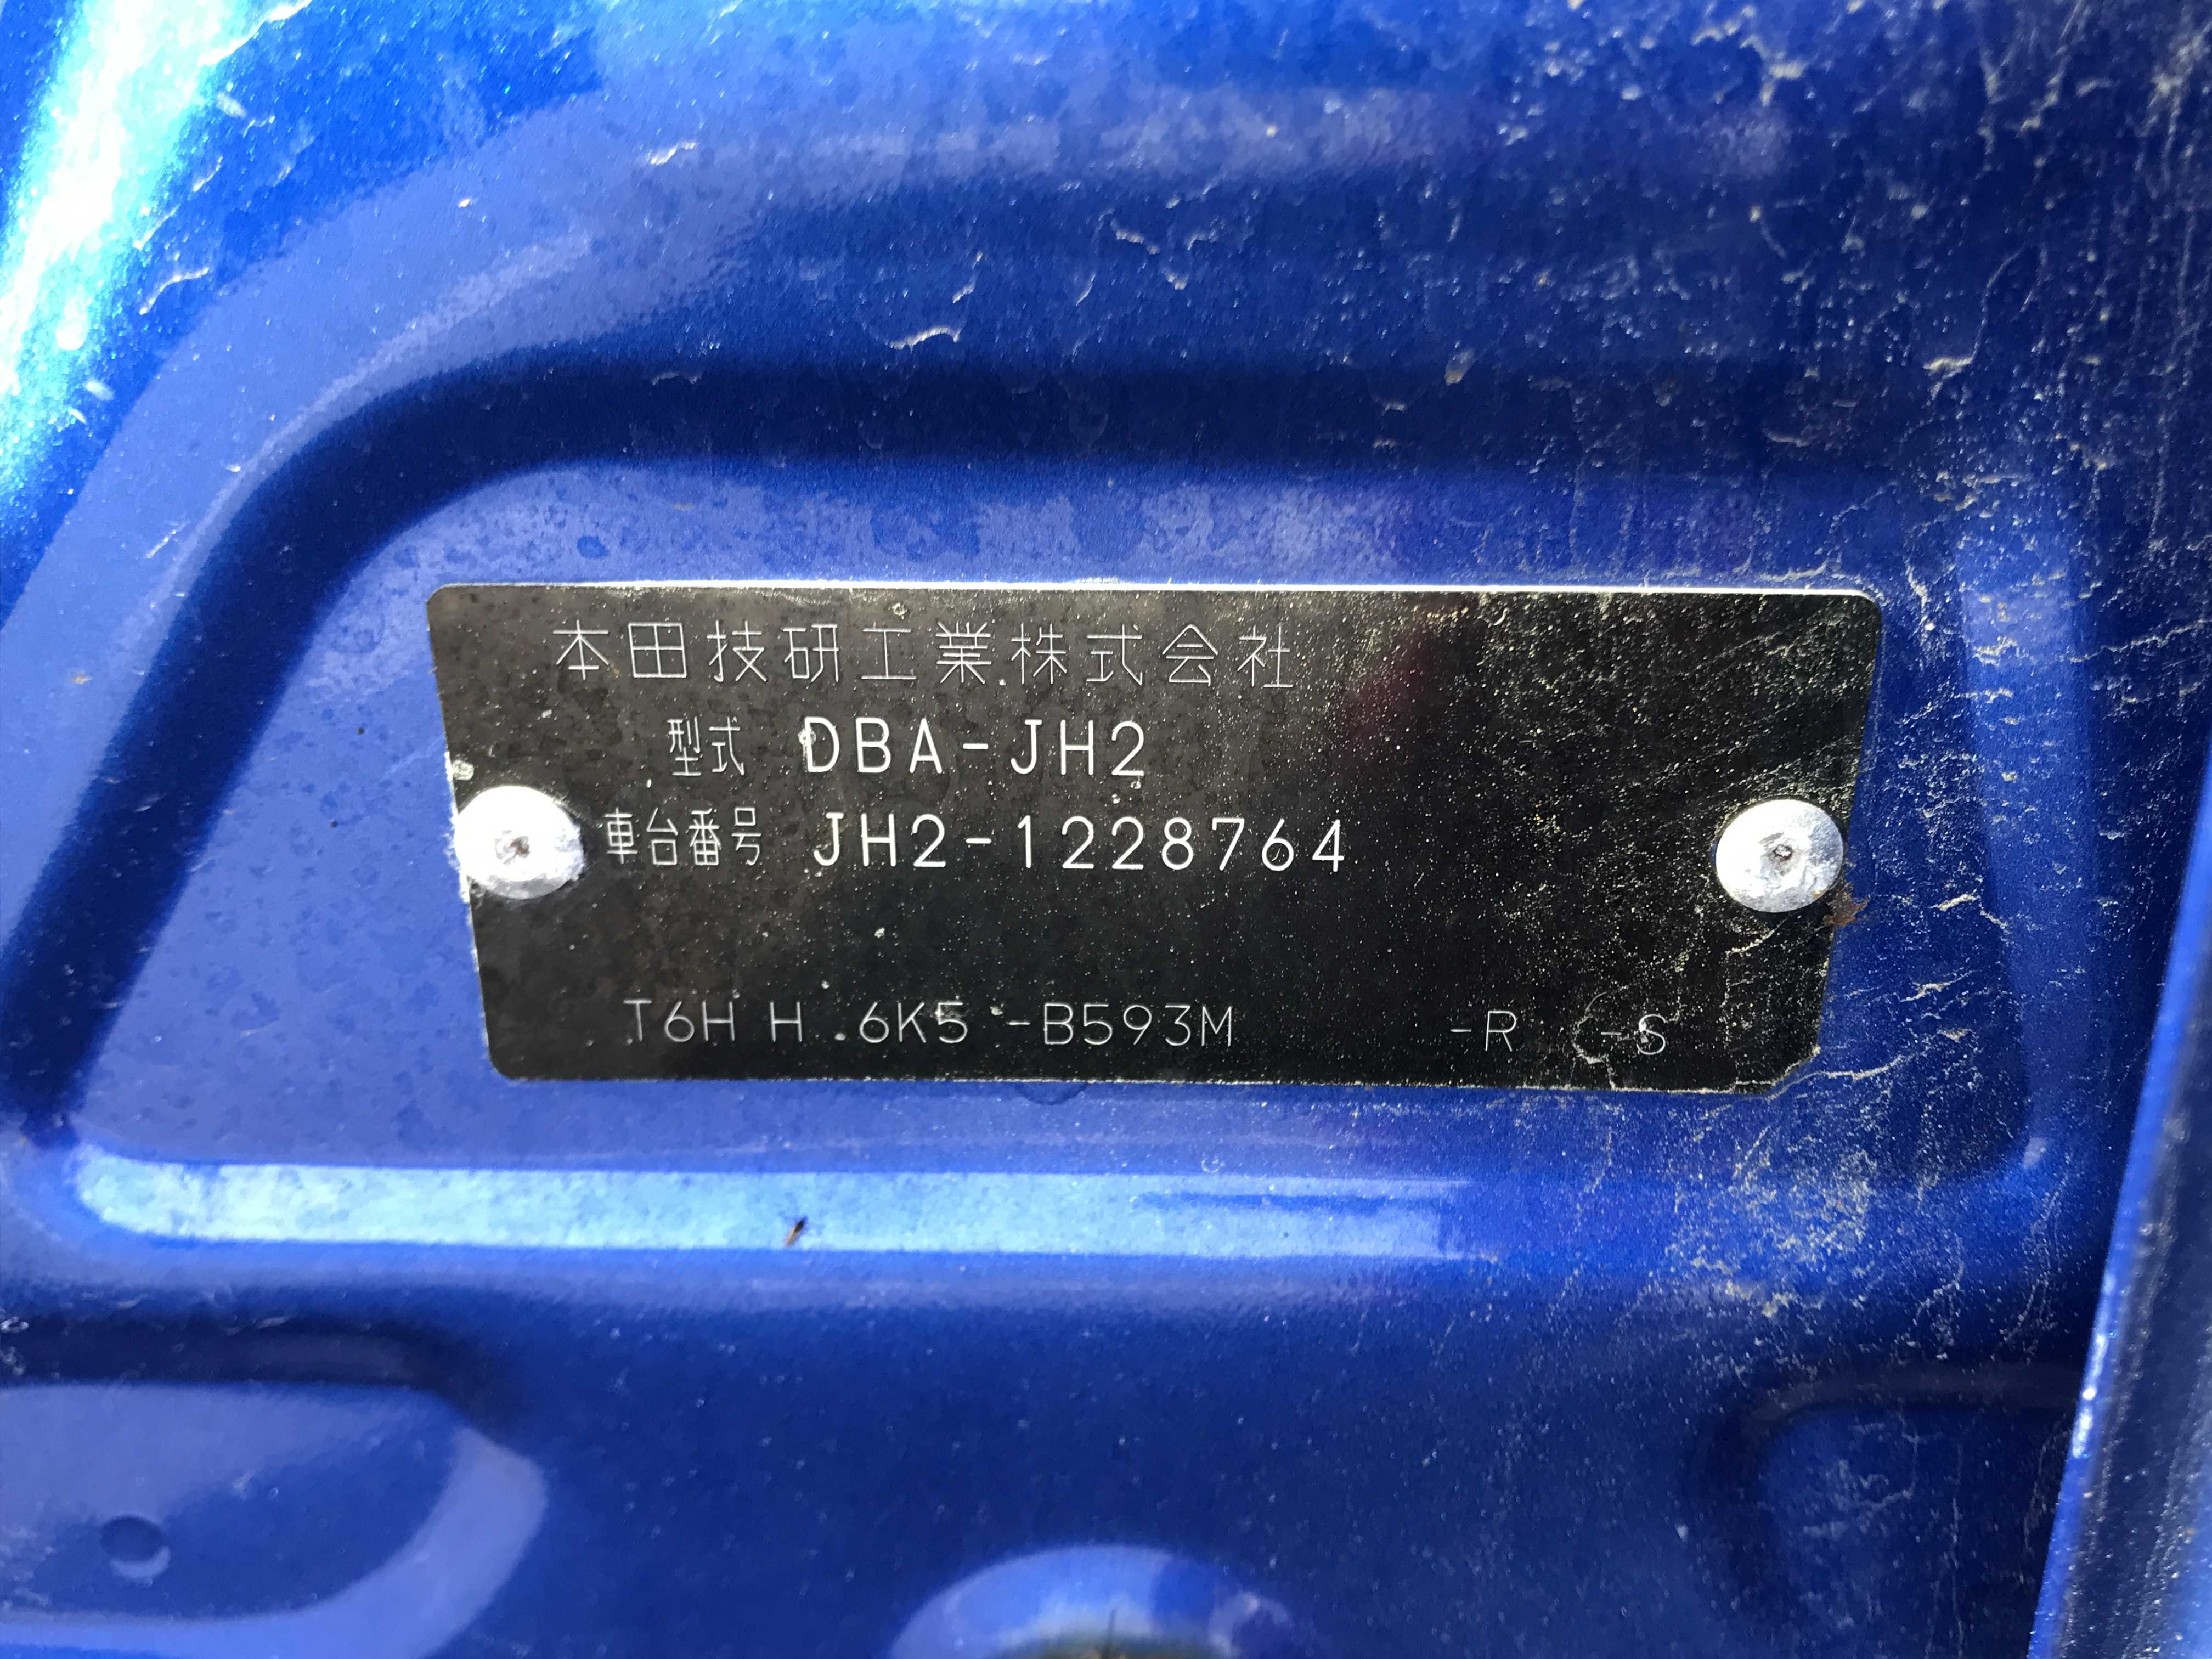 本田技研工業株式会社
型式 DBA-JH2
車台番号 JH2-1228764
T6H H 6K5 -B593M -R -S